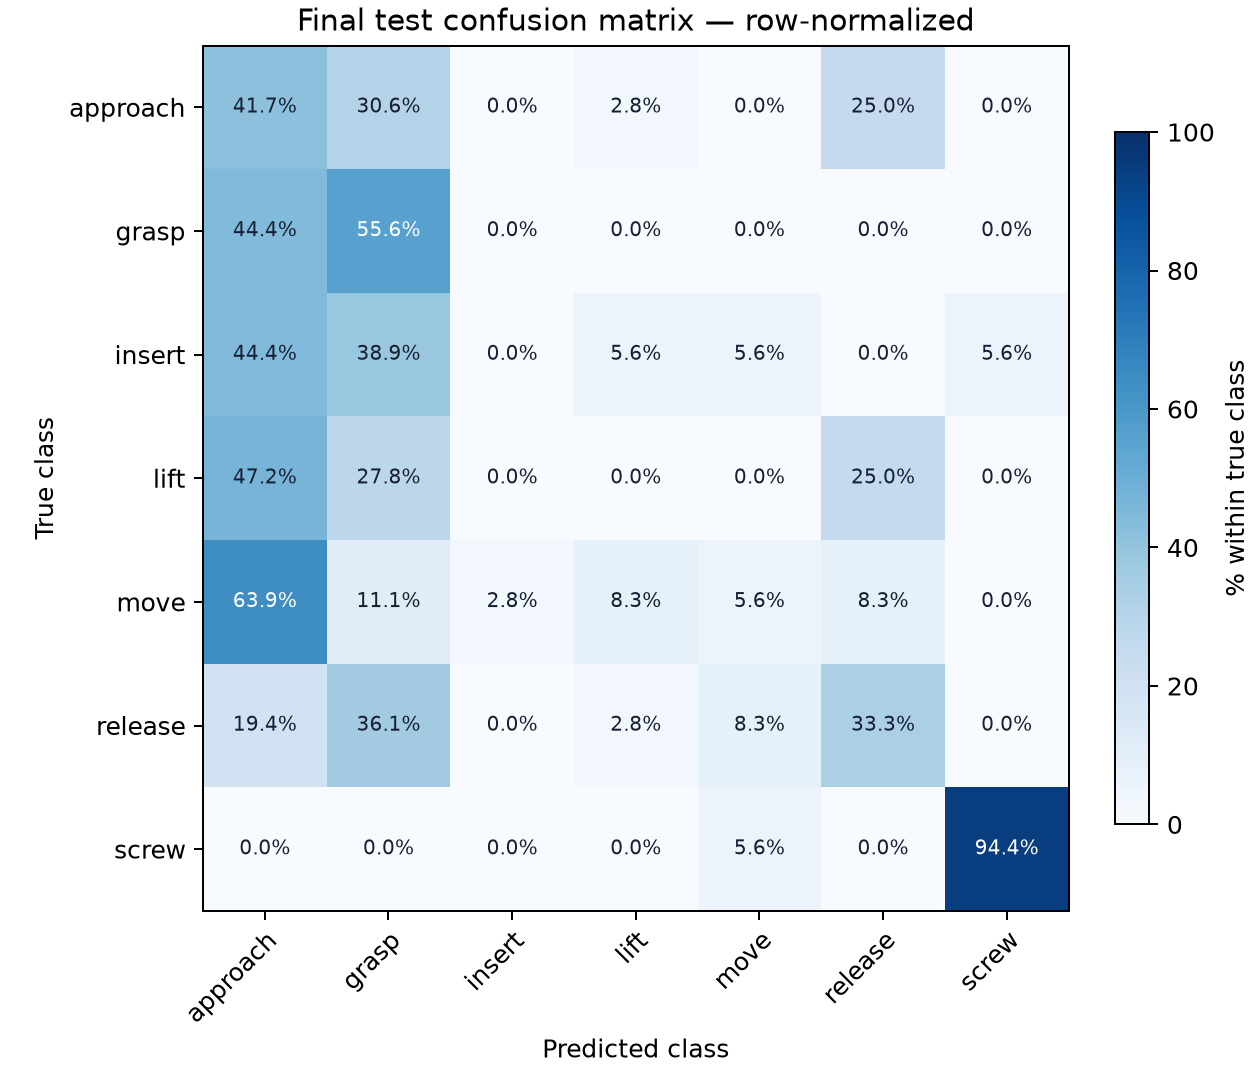 Final test confusion matrix — row-normalized
approach 41.7% 30.6% 0.0% 2.8% 0.0% 25.0% 0.0%
grasp 44.4% 55.6% 0.0% 0.0% 0.0% 0.0% 0.0%
insert 44.4% 38.9% 0.0% 5.6% 5.6% 0.0% 5.6%
lift 47.2% 27.8% 0.0% 0.0% 0.0% 25.0% 0.0%
move 63.9% 11.1% 2.8% 8.3% 5.6% 8.3% 0.0%
release 19.4% 36.1% 0.0% 2.8% 8.3% 33.3% 0.0%
screw 0.0% 0.0% 0.0% 0.0% 5.6% 0.0% 94.4%
approach grasp insert lift move release screw
Predicted class
True class
100
80
60
40
20
0
% within true class